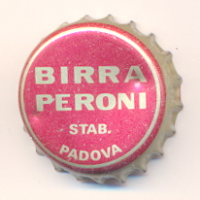 BIRRA
PERONI
STAB.
PADOVA